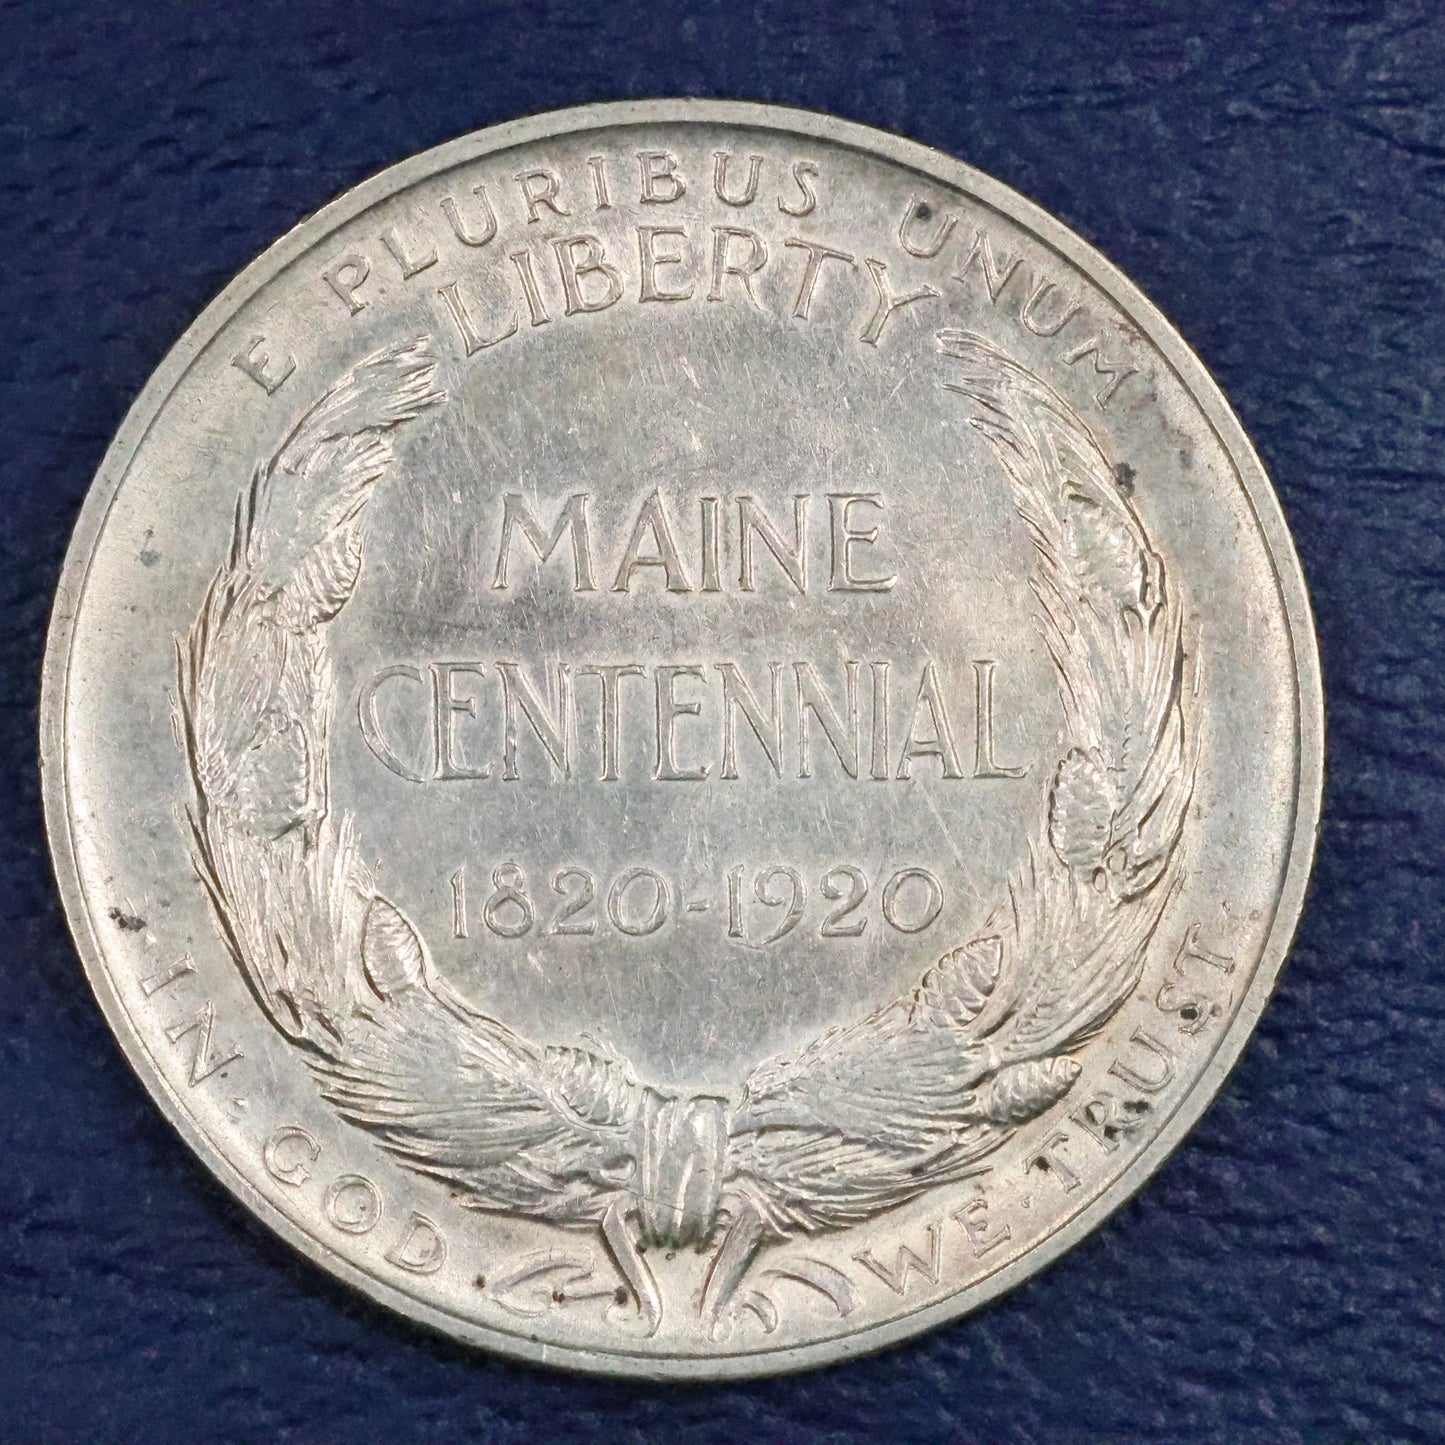 E PLURIBUS UNUM
LIBERTY
MAINE
CENTENNIAL
1820-1920
·IN·GOD WE·TRUST·